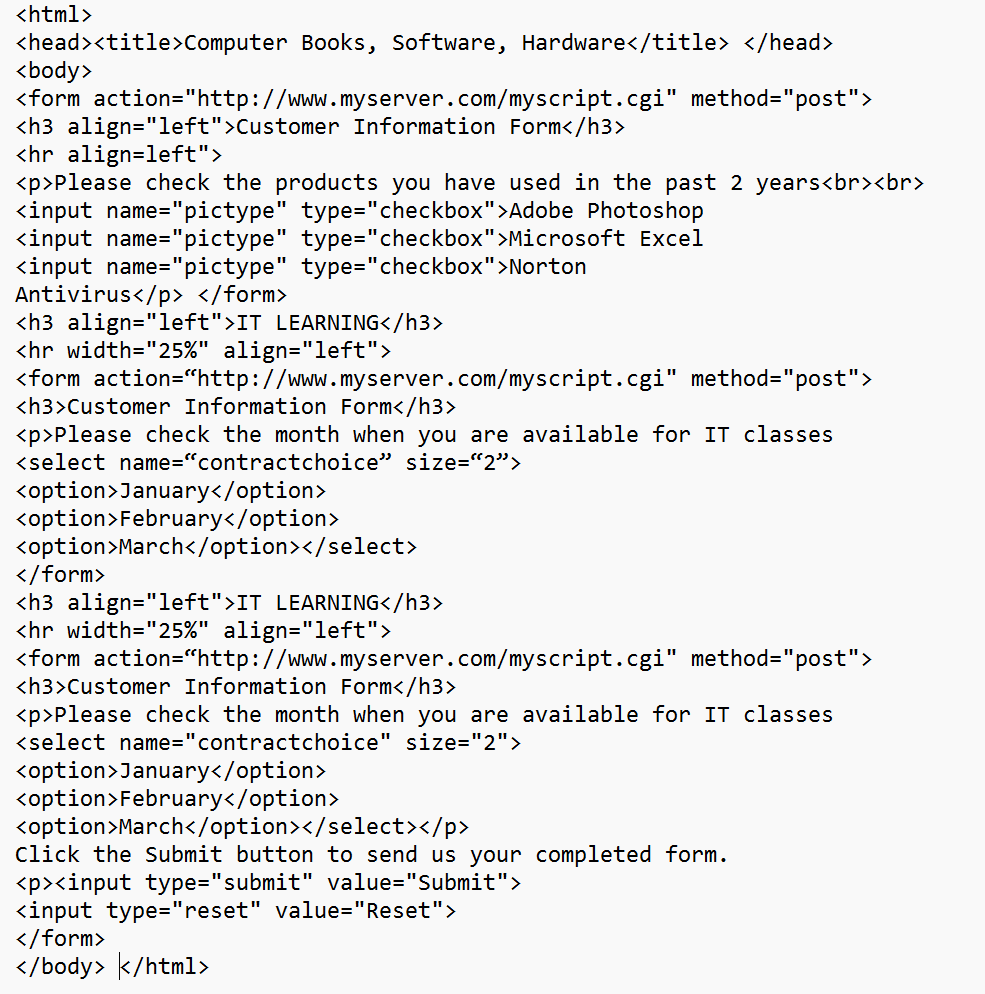 <html>
<head><title>Computer Books, Software, Hardware</title> </head>
<body>
<form action="http://www.myserver.com/myscript.cgi" method="post">
<h3 align="left">Customer Information Form</h3>
<hr align=left">
<p>Please check the products you have used in the past 2 years<br><br>
<input name="pictype" type="checkbox">Adobe Photoshop
<input name="pictype" type="checkbox">Microsoft Excel
<input name="pictype" type="checkbox">Norton
Antivirus</p> </form>
<h3 align="left">IT LEARNING</h3>
<hr width="25%" align="left">
<form action=“http://www.myserver.com/myscript.cgi" method="post">
<h3>Customer Information Form</h3>
<p>Please check the month when you are available for IT classes
<select name=“contractchoice” size=“2”>
<option>January</option>
<option>February</option>
<option>March</option></select>
</form>
<h3 align="left">IT LEARNING</h3>
<hr width="25%" align="left">
<form action=“http://www.myserver.com/myscript.cgi" method="post">
<h3>Customer Information Form</h3>
<p>Please check the month when you are available for IT classes
<select name="contractchoice" size="2">
<option>January</option>
<option>February</option>
<option>March</option></select></p>
Click the Submit button to send us your completed form.
<p><input type="submit" value="Submit">
<input type="reset" value="Reset">
</form>
</body> </html>